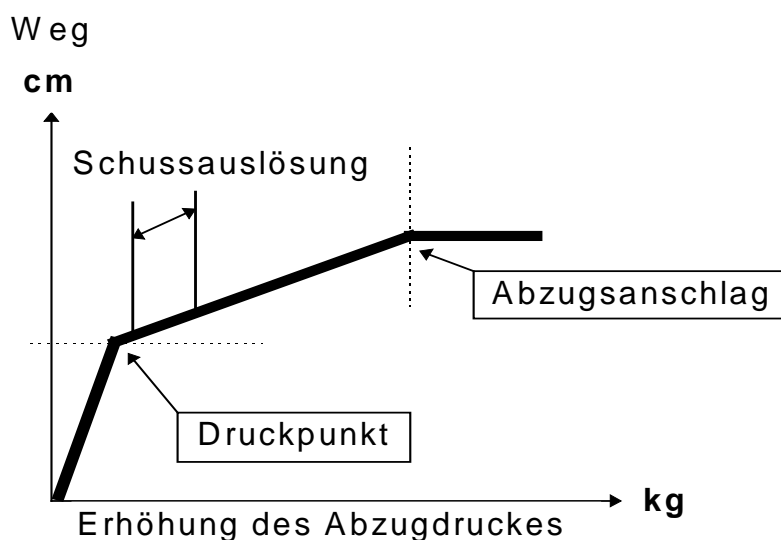 Weg
cm
Schussauslösung
Abzugsanschlag
Druckpunkt
kg
Erhöhung des Abzugdruckes